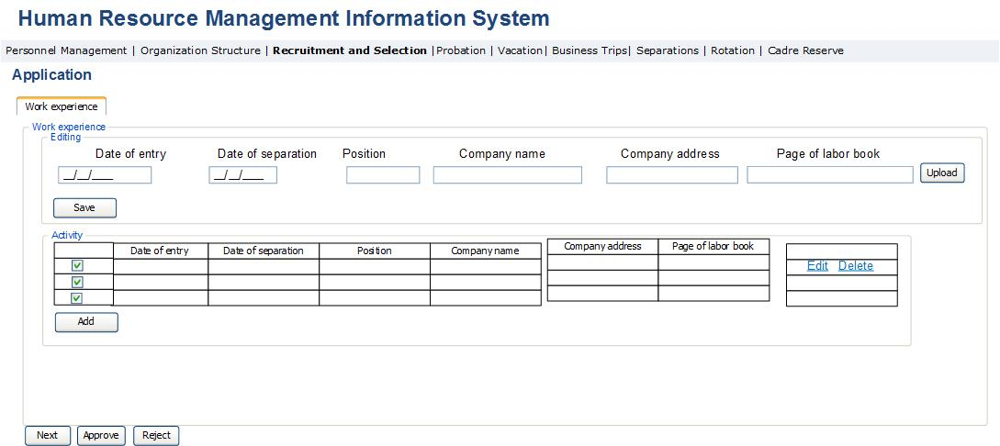 Human Resource Management Information System
Personnel Management | Organization Structure | Recruitment and Selection |Probation | Vacation| Business Trips| Separations | Rotation | Cadre Reserve
Application
Work experience
Work experience
Editing
Date of entry Date of separation Position Company name Company address Page of labor book
__/__/____ __/__/____ Upload
Save
Activity
Date of entry Date of separation Position Company name Company address Page of labor book
Edit Delete
Add
Next Approve Reject